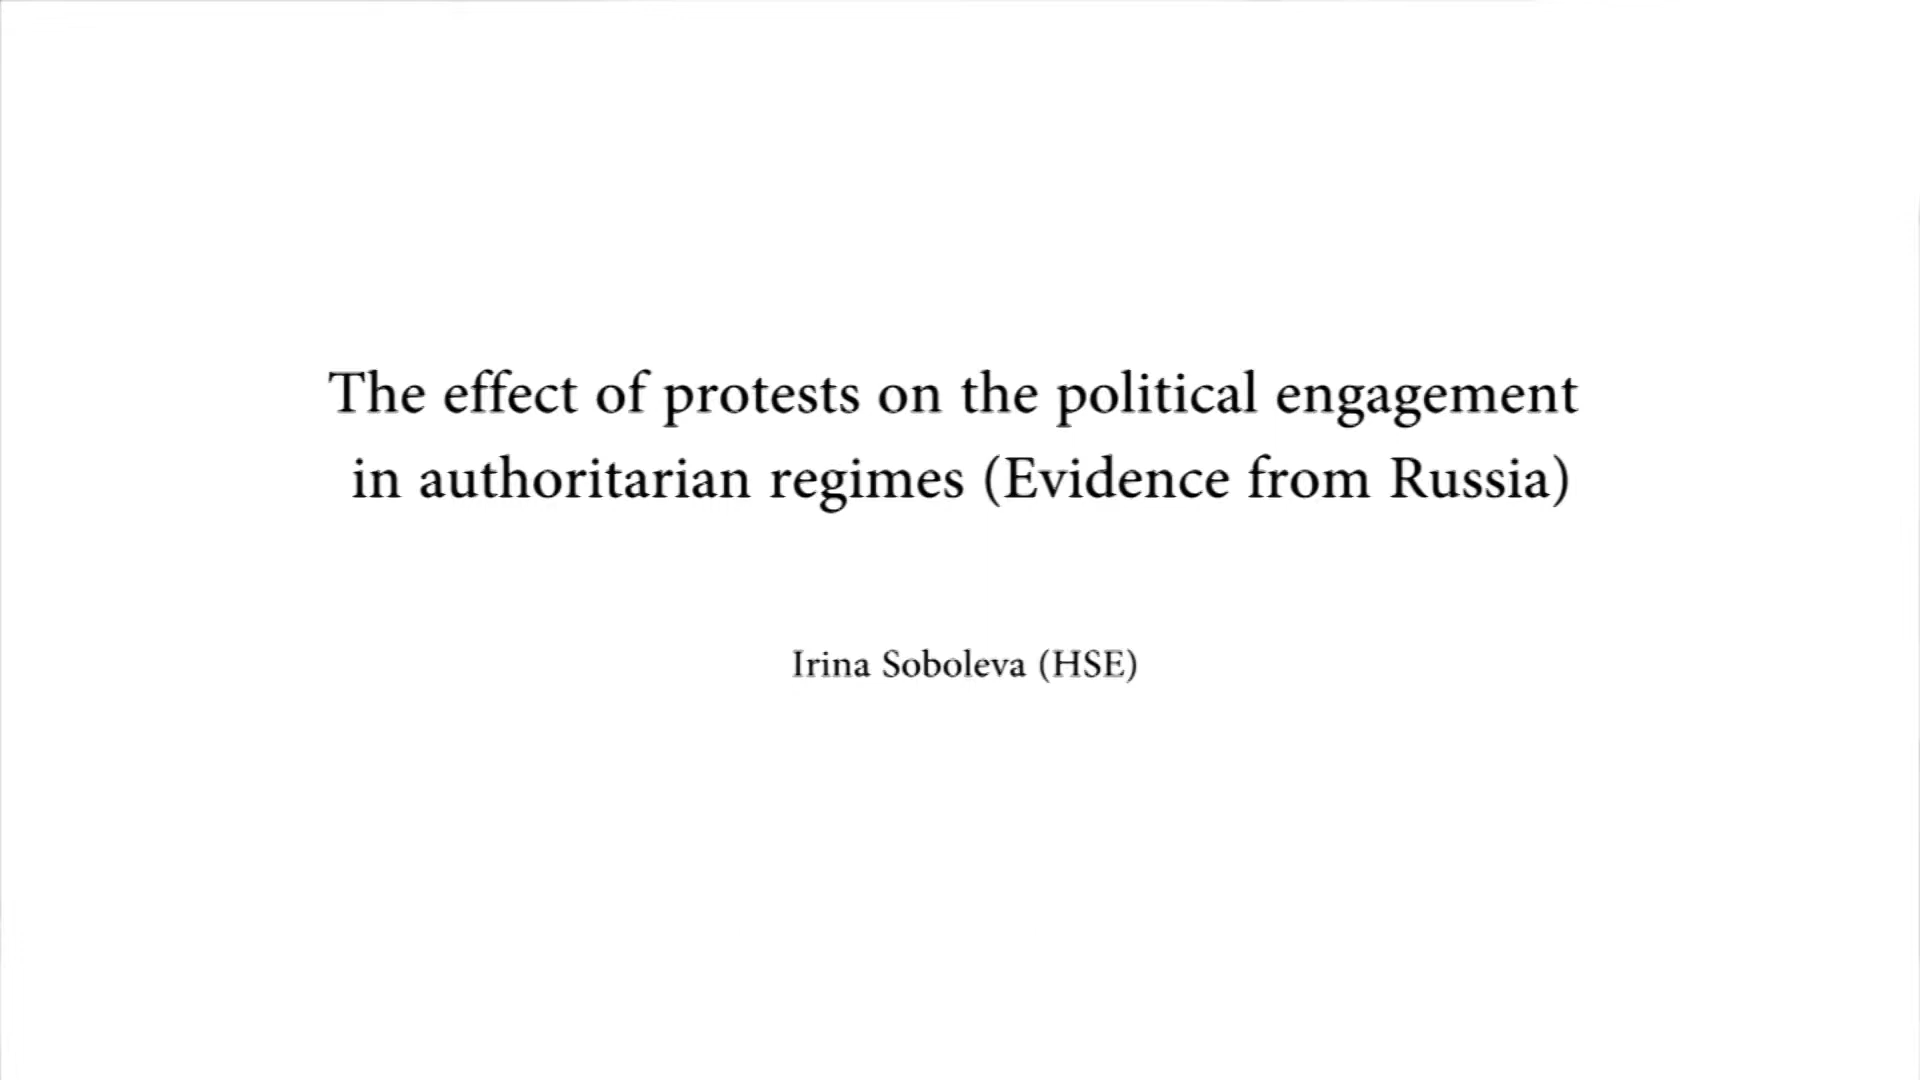 The effect of protests on the political engagement
in authoritarian regimes (Evidence from Russia)
Irina Soboleva (HSE)